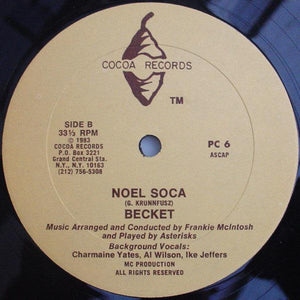 COCOA RECORDS
TM
SIDE B
33⅓ RPM
℗ 1983
COCOA RECORDS
P.O. Box 3221
Grand Central Sta.
N.Y., N.Y. 10163
(212) 756-5308
PC 6
ASCAP
NOEL SOCA
(G. KRUNNFUSZ)
BECKET
Music Arranged and Conducted by Frankie McIntosh
and Played by Asterisks
Background Vocals:
Charmaine Yates, Al Wilson, Ike Jeffers
MC PRODUCTION
ALL RIGHTS RESERVED